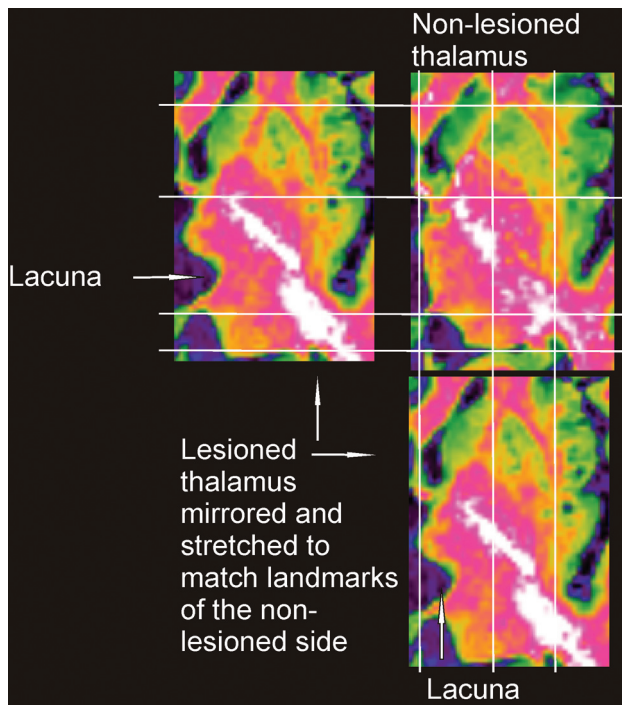 Non-lesioned
thalamus
Lacuna
Lesioned
thalamus
mirrored and
stretched to
match landmarks
of the non-
lesioned side
Lacuna